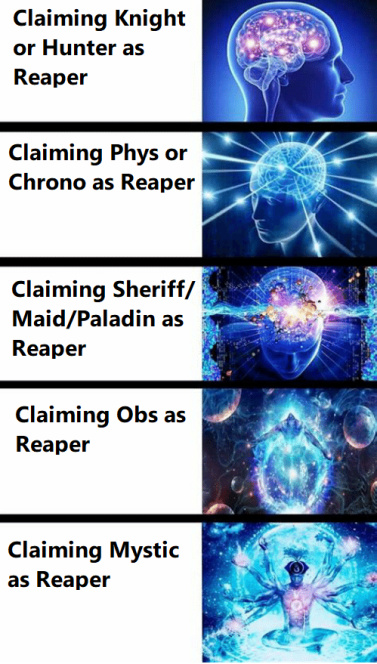 Claiming Knight
or Hunter as
Reaper
Claiming Phys or
Chrono as Reaper
Claiming Sheriff/
Maid/Paladin as
Reaper
Claiming Obs as
Reaper
Claiming Mystic
as Reaper